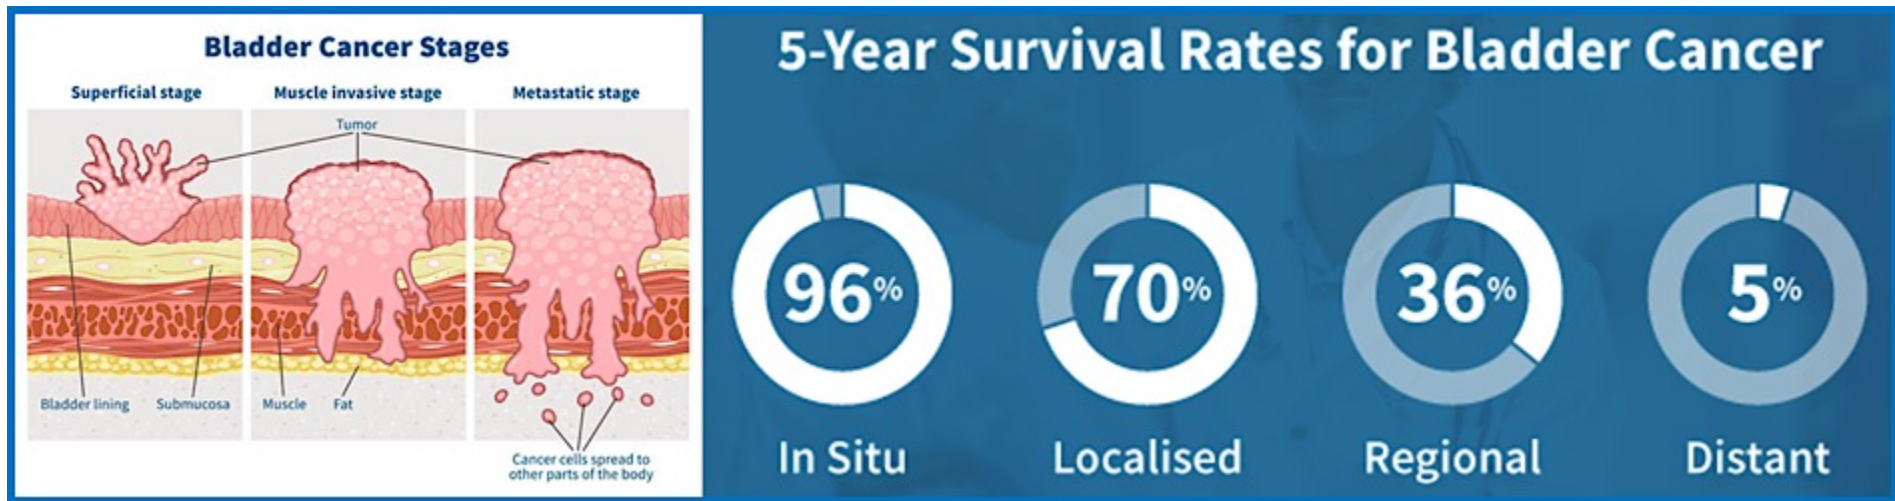 Bladder Cancer Stages
Superficial stage
Muscle invasive stage
Metastatic stage
Tumor
Bladder lining
Submucosa
Muscle
Fat
Cancer cells spread to
other parts of the body
5-Year Survival Rates for Bladder Cancer
96%
70%
36%
5%
In Situ
Localised
Regional
Distant